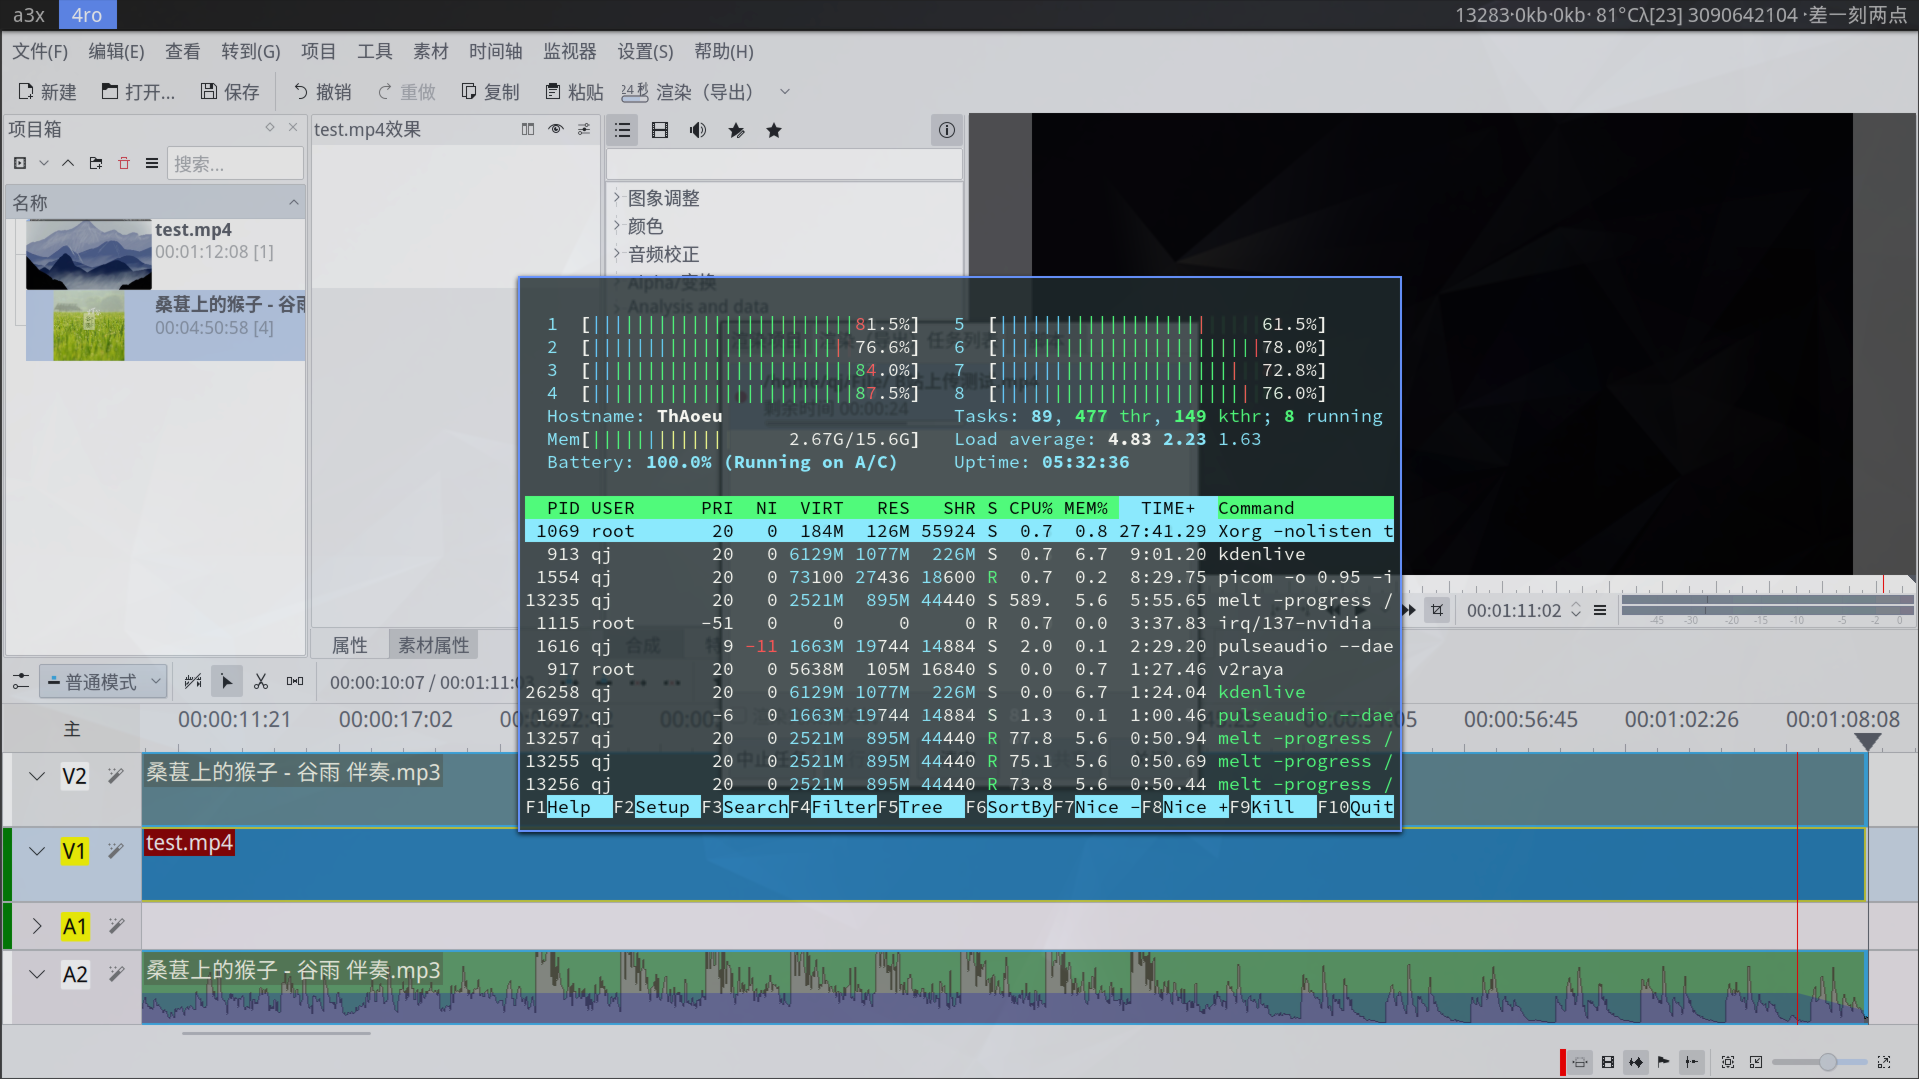 a3x 4ro 13283·0kb·0kb· 81°Cλ[23] 3090642104 ·差一刻两点
文件(F) 编辑(E) 查看 转到(G) 项目 工具 素材 时间轴 监视器 设置(S) 帮助(H)
新建 打开... 保存 撤销 重做 复制 粘贴 24秒 渲染（导出）
项目箱
test.mp4效果
搜索...
名称
test.mp4
00:01:12:08 [1]
桑葚上的猴子 - 谷雨
00:04:50:58 [4]
图象调整
颜色
音频校正
Alpha/变换
Analysis and data
1 [ 81.5%] 5 [ 61.5%]
2 [ 76.6%] 6 [ 78.0%]
3 [ 84.0%] 7 [ 72.8%]
4 [ 87.5%] 8 [ 76.0%]
Hostname: ThAoeu Tasks: 89, 477 thr, 149 kthr; 8 running
Mem[ 2.67G/15.6G] Load average: 4.83 2.23 1.63
Battery: 100.0% (Running on A/C) Uptime: 05:32:36
PID USER PRI NI VIRT RES SHR S CPU% MEM% TIME+ Command
1069 root 20 0 184M 126M 55924 S 0.7 0.8 27:41.29 Xorg -nolisten t
913 qj 20 0 6129M 1077M 226M S 0.7 6.7 9:01.20 kdenlive
1554 qj 20 0 73100 27436 18600 R 0.7 0.2 8:29.75 picom -o 0.95 -i
13235 qj 20 0 2521M 895M 44440 S 589. 5.6 5:55.65 melt -progress /
1115 root -51 0 0 0 0 R 0.7 0.0 3:37.83 irq/137-nvidia
1616 qj 9 -11 1663M 19744 14884 S 2.0 0.1 2:29.20 pulseaudio --dae
917 root 20 0 5638M 105M 16840 S 0.0 0.7 1:27.46 v2raya
26258 qj 20 0 6129M 1077M 226M S 0.0 6.7 1:24.04 kdenlive
1697 qj -6 0 1663M 19744 14884 S 1.3 0.1 1:00.46 pulseaudio --dae
13257 qj 20 0 2521M 895M 44440 R 77.8 5.6 0:50.94 melt -progress /
13255 qj 20 0 2521M 895M 44440 R 75.1 5.6 0:50.69 melt -progress /
13256 qj 20 0 2521M 895M 44440 R 73.8 5.6 0:50.44 melt -progress /
F1Help F2Setup F3SearchF4FilterF5Tree F6SortByF7Nice -F8Nice +F9Kill F10Quit
00:01:11:02
-45 -30 -20 -15 -10 -5 -2 0
属性 素材属性
普通模式 00:00:10:07 / 00:01:11:0
主 00:00:11:21 00:00:17:02 00:00:56:45 00:01:02:26 00:01:08:08
V2 桑葚上的猴子 - 谷雨 伴奏.mp3
V1 test.mp4
A1
A2 桑葚上的猴子 - 谷雨 伴奏.mp3